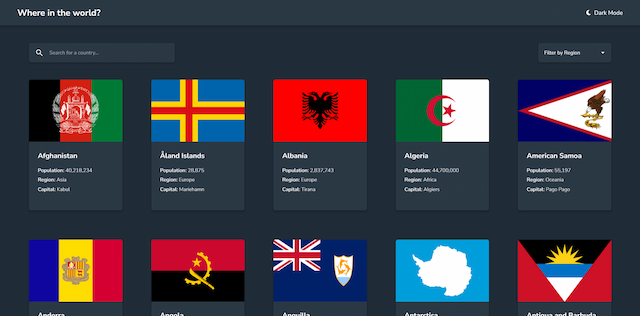 Where in the world?
Dark Mode
Search for a country...
Filter by Region
Afghanistan
Population: 40,218,234
Region: Asia
Capital: Kabul
Åland Islands
Population: 28,875
Region: Europe
Capital: Mariehamn
Albania
Population: 2,837,743
Region: Europe
Capital: Tirana
Algeria
Population: 44,700,000
Region: Africa
Capital: Algiers
American Samoa
Population: 55,197
Region: Oceania
Capital: Pago Pago
Andorra
Angola
Anguilla
Antarctica
Antigua and Barbuda